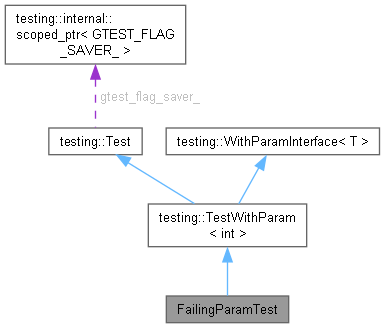 testing::internal::
scoped_ptr< GTEST_FLAG
_SAVER_ >
gtest_flag_saver_
testing::Test
testing::WithParamInterface< T >
testing::TestWithParam
< int >
FailingParamTest